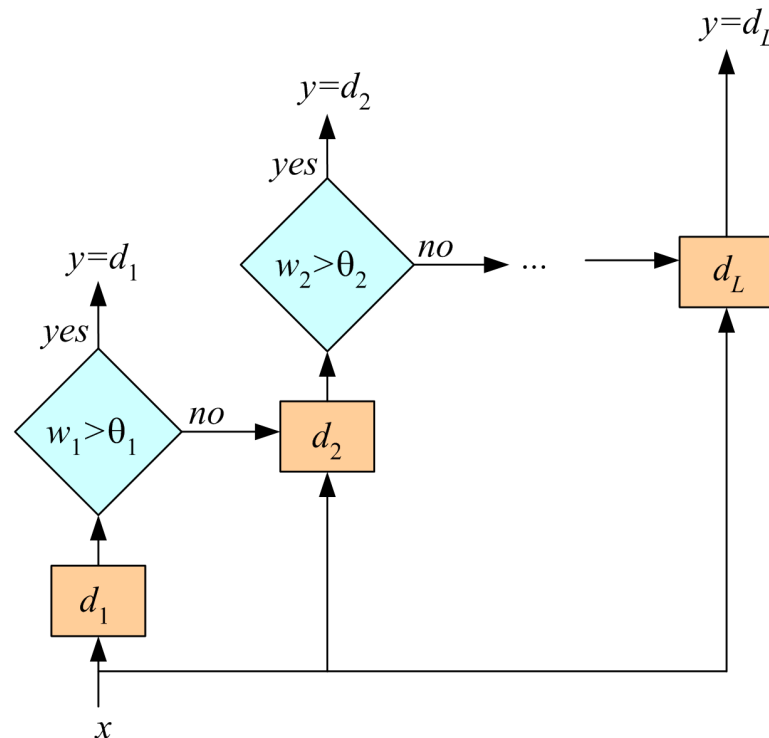 y=d_L
y=d_2
yes
w_2>θ_2
no
...
d_L
y=d_1
yes
w_1>θ_1
no
d_2
d_1
x